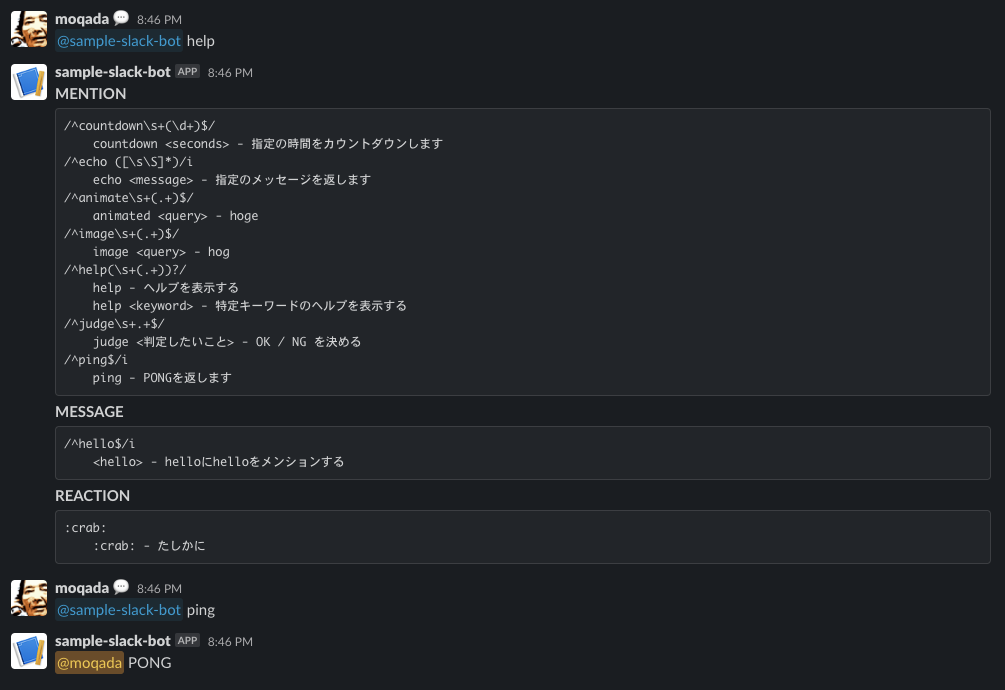 moqada 8:46 PM
@sample-slack-bot help
sample-slack-bot APP 8:46 PM
MENTION
/^countdown\s+(\d+)$/
countdown <seconds> - 指定の時間をカウントダウンします
/^echo ([\s\S]*)/i
echo <message> - 指定のメッセージを返します
/^animate\s+(.+)$/
animated <query> - hoge
/^image\s+(.+)$/
image <query> - hog
/^help(\s+(.+))?/
help - ヘルプを表示する
help <keyword> - 特定キーワードのヘルプを表示する
/^judge\s+.+$/
judge <判定したいこと> - OK / NG を決める
/^ping$/i
ping - PONGを返します
MESSAGE
/^hello$/i
<hello> - helloにhelloをメンションする
REACTION
:crab:
:crab: - たしかに
moqada 8:46 PM
@sample-slack-bot ping
sample-slack-bot APP 8:46 PM
@moqada PONG